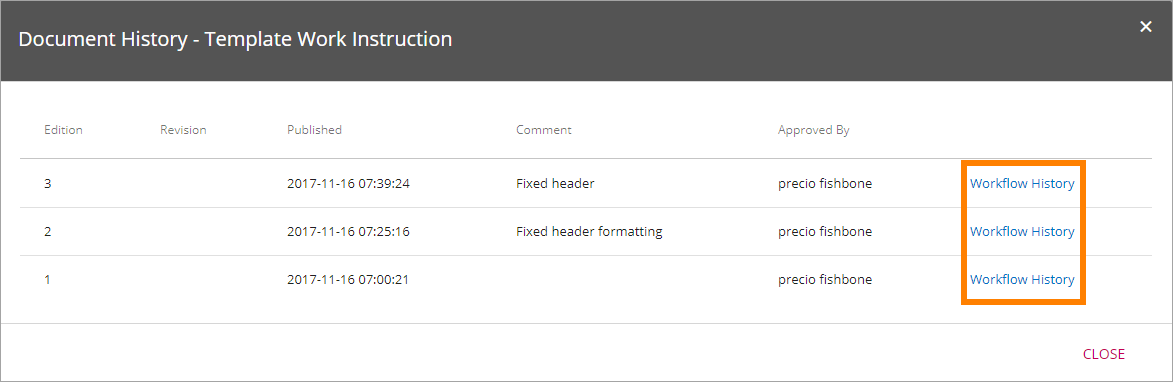 Document History - Template Work Instruction
Edition Revision Published Comment Approved By
3 2017-11-16 07:39:24 Fixed header precio fishbone Workflow History
2 2017-11-16 07:25:16 Fixed header formatting precio fishbone Workflow History
1 2017-11-16 07:00:21 precio fishbone Workflow History
CLOSE